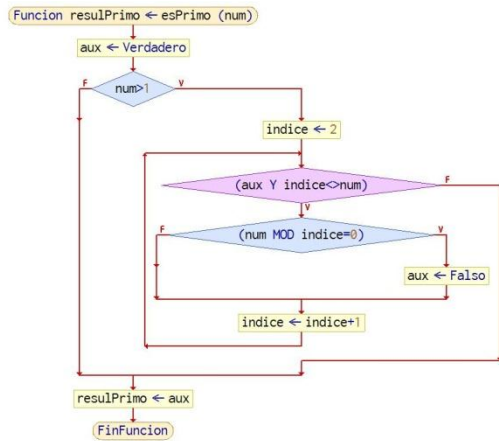 Funcion resulPrimo ← esPrimo (num)
aux ← Verdadero
num>1
F
V
indice ← 2
(aux Y indice<>num)
F
V
(num MOD indice=0)
F
V
aux ← Falso
indice ← indice+1
resulPrimo ← aux
FinFuncion